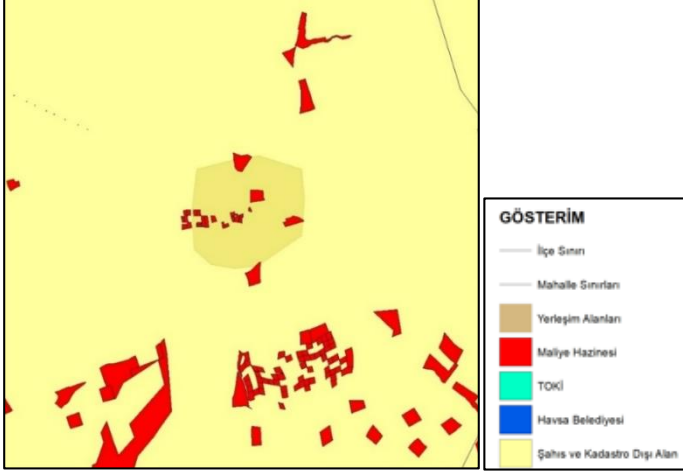 GÖSTERİM
İlçe Sınırı
Mahalle Sınırları
Yerleşim Alanları
Maliye Hazinesi
TOKİ
Havsa Belediyesi
Şahıs ve Kadastro Dışı Alan